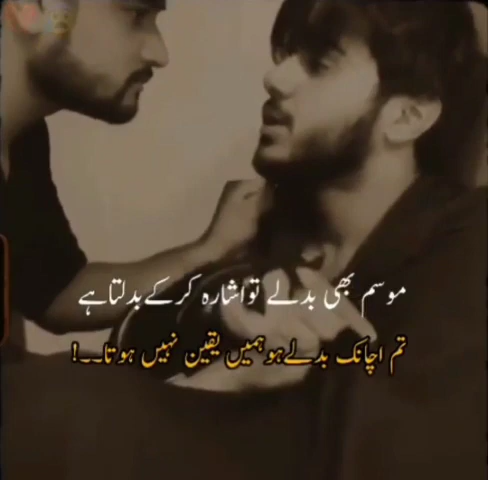 موسم بھی بدلے تو اشارہ کر کے بدلتا ہے
تم اچانک بدلے ہو ہمیں یقین نہیں ہوتا۔۔!